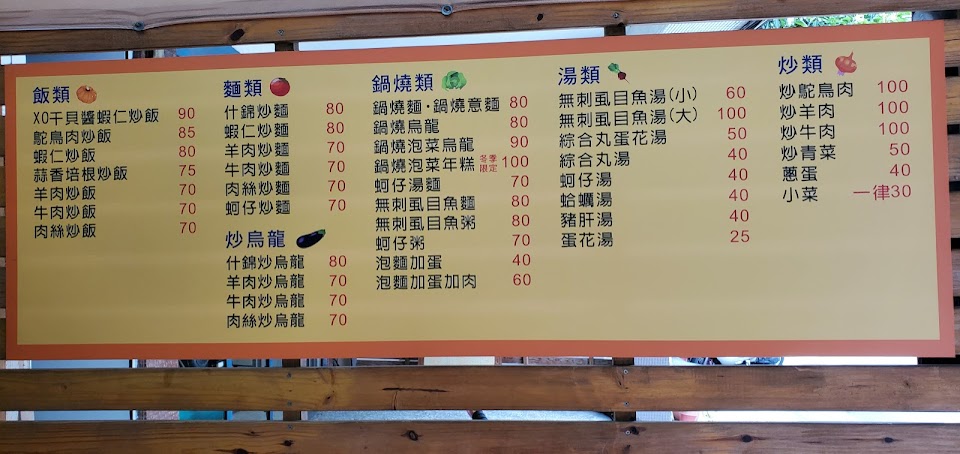 飯類
XO干貝醬蝦仁炒飯 90
鴕鳥肉炒飯 85
蝦仁炒飯 80
蒜香培根炒飯 75
羊肉炒飯 70
牛肉炒飯 70
肉絲炒飯 70
麵類
什錦炒麵 80
蝦仁炒麵 80
羊肉炒麵 70
牛肉炒麵 70
肉絲炒麵 70
蚵仔炒麵 70
炒烏龍
什錦炒烏龍 80
羊肉炒烏龍 70
牛肉炒烏龍 70
肉絲炒烏龍 70
鍋燒類
鍋燒麵·鍋燒意麵 80
鍋燒烏龍 80
鍋燒泡菜烏龍 90
鍋燒泡菜年糕 冬季限定 100
蚵仔湯麵 70
無刺虱目魚麵 80
無刺虱目魚粥 80
蚵仔粥 70
泡麵加蛋 40
泡麵加蛋加肉 60
湯類
無刺虱目魚湯(小) 60
無刺虱目魚湯(大) 100
綜合丸蛋花湯 50
綜合丸湯 40
蚵仔湯 40
蛤蠣湯 40
豬肝湯 40
蛋花湯 25
炒類
炒鴕鳥肉 100
炒羊肉 100
炒牛肉 100
炒青菜 50
蔥蛋 40
小菜 一律30